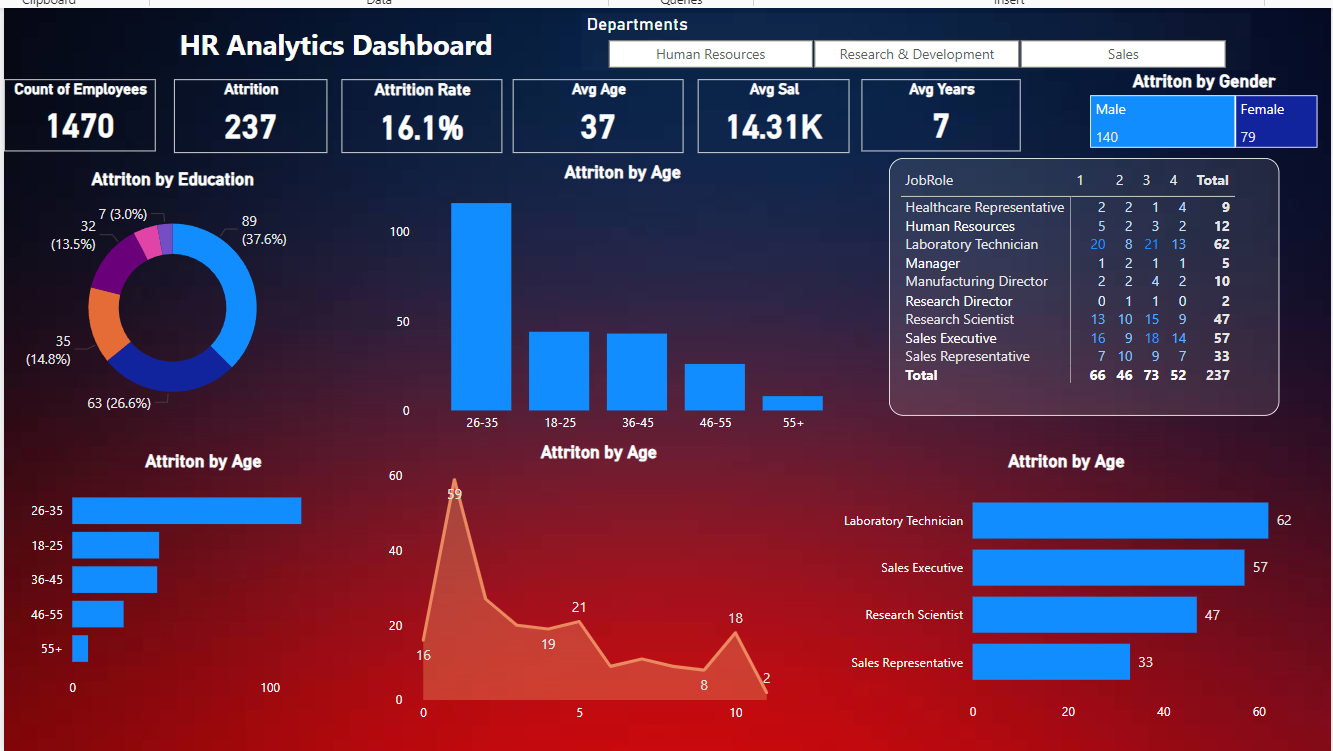 Clipboard Data Queries Insert
HR Analytics Dashboard
Departments
Human Resources Research & Development Sales
Count of Employees
1470
Attrition
237
Attrition Rate
16.1%
Avg Age
37
Avg Sal
14.31K
Avg Years
7
Attriton by Gender
Male
140
Female
79
Attriton by Education
7 (3.0%)
32
(13.5%)
89
(37.6%)
35
(14.8%)
63 (26.6%)
Attriton by Age
100
50
0
26-35 18-25 36-45 46-55 55+
JobRole 1 2 3 4 Total
Healthcare Representative 2 2 1 4 9
Human Resources 5 2 3 2 12
Laboratory Technician 20 8 21 13 62
Manager 1 2 1 1 5
Manufacturing Director 2 2 4 2 10
Research Director 0 1 1 0 2
Research Scientist 13 10 15 9 47
Sales Executive 16 9 18 14 57
Sales Representative 7 10 9 7 33
Total 66 46 73 52 237
Attriton by Age
26-35
18-25
36-45
46-55
55+
0 100
Attriton by Age
60
40
20
0
59
16
19
21
8
18
2
0 5 10
Attriton by Age
Laboratory Technician 62
Sales Executive 57
Research Scientist 47
Sales Representative 33
0 20 40 60